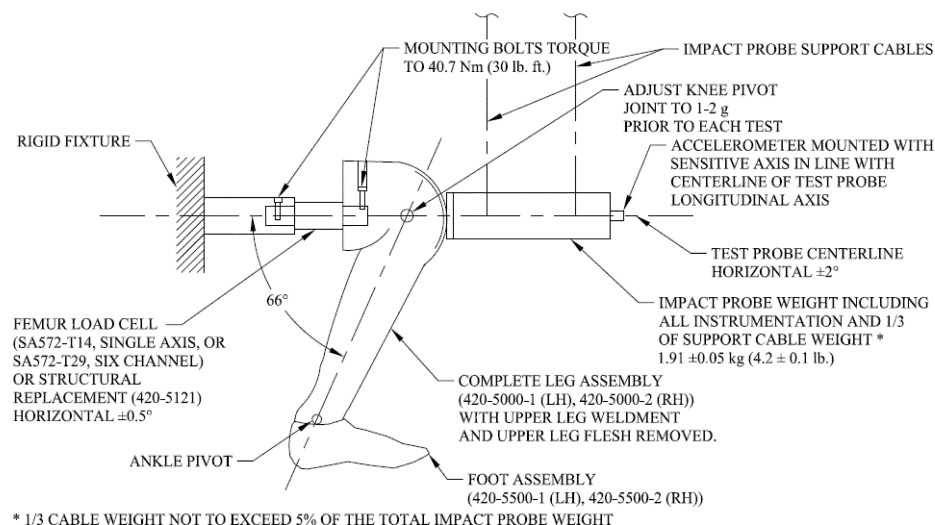 MOUNTING BOLTS TORQUE
TO 40.7 Nm (30 lb. ft.)
IMPACT PROBE SUPPORT CABLES
ADJUST KNEE PIVOT
JOINT TO 1-2 g
PRIOR TO EACH TEST
RIGID FIXTURE
ACCELEROMETER MOUNTED WITH
SENSITIVE AXIS IN LINE WITH
CENTERLINE OF TEST PROBE
LONGITUDINAL AXIS
TEST PROBE CENTERLINE
HORIZONTAL ±2°
66°
IMPACT PROBE WEIGHT INCLUDING
ALL INSTRUMENTATION AND 1/3
OF SUPPORT CABLE WEIGHT *
1.91 ±0.05 kg (4.2 ± 0.1 lb.)
FEMUR LOAD CELL
(SA572-T14, SINGLE AXIS, OR
SA572-T29, SIX CHANNEL)
OR STRUCTURAL
REPLACEMENT (420-5121)
HORIZONTAL ±0.5°
COMPLETE LEG ASSEMBLY
(420-5000-1 (LH), 420-5000-2 (RH))
WITH UPPER LEG WELDMENT
AND UPPER LEG FLESH REMOVED.
ANKLE PIVOT
FOOT ASSEMBLY
(420-5500-1 (LH), 420-5500-2 (RH))
* 1/3 CABLE WEIGHT NOT TO EXCEED 5% OF THE TOTAL IMPACT PROBE WEIGHT